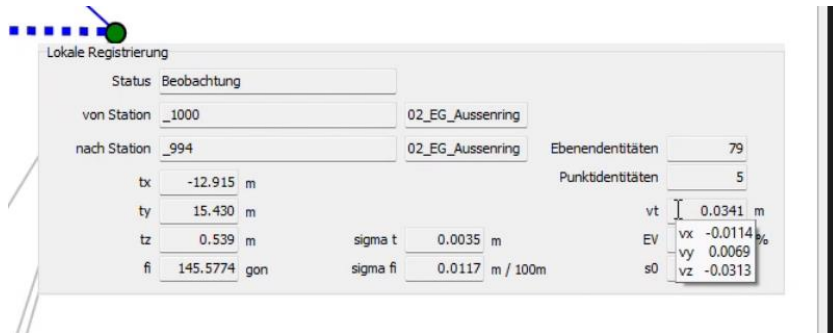 Lokale Registrierung
Status Beobachtung
von Station _1000 02_EG_Aussenring
nach Station _994 02_EG_Aussenring Ebenendentitäten 79
Punktidentitäten 5
tx -12.915 m
ty 15.430 m vt 0.0341 m
tz 0.539 m sigma t 0.0035 m EV %
fi 145.5774 gon sigma fi 0.0117 m / 100m s0
vx -0.0114
vy 0.0069
vz -0.0313